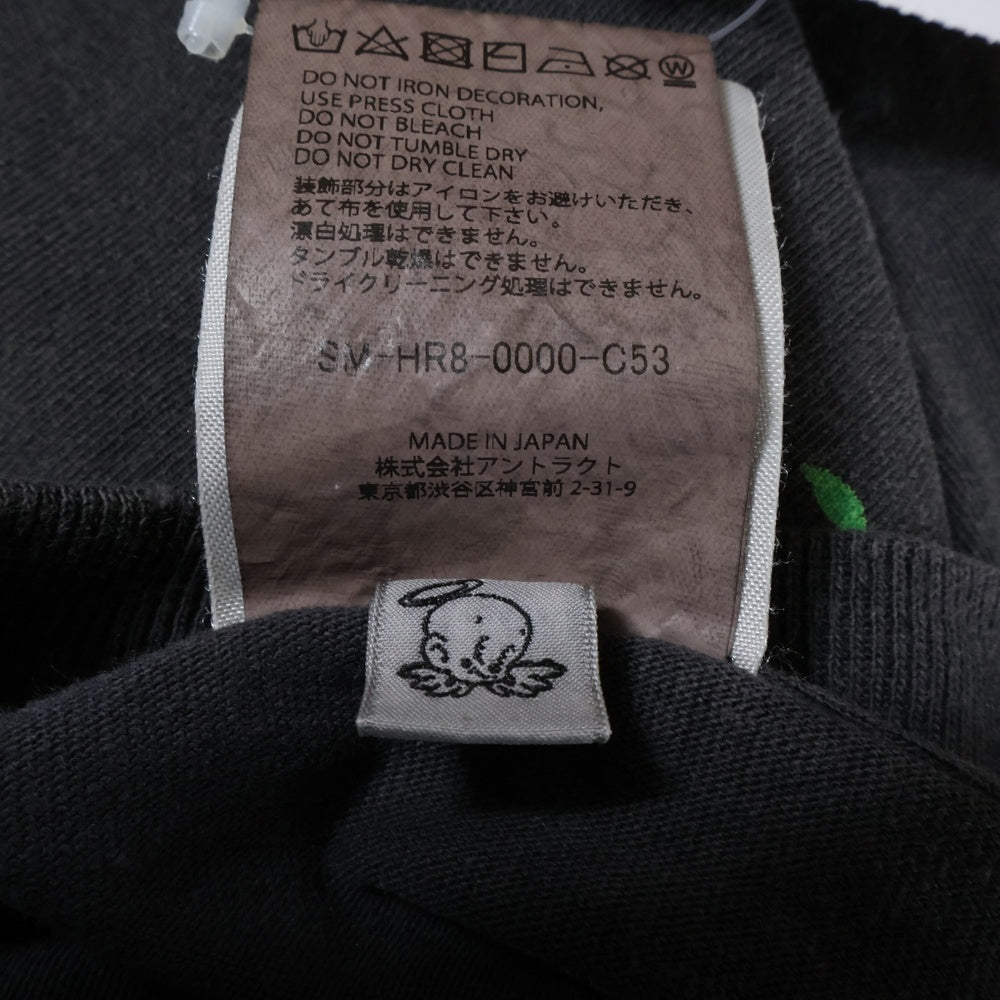 W
DO NOT IRON DECORATION,
USE PRESS CLOTH
DO NOT BLEACH
DO NOT TUMBLE DRY
DO NOT DRY CLEAN
装飾部分はアイロンをお避けいただき、
あて布を使用して下さい。
漂白処理はできません。
タンブル乾燥はできません。
ドライクリーニング処理はできません。
SM-HR8-0000-C53
MADE IN JAPAN
株式会社アントラクト
東京都渋谷区神宮前 2-31-9